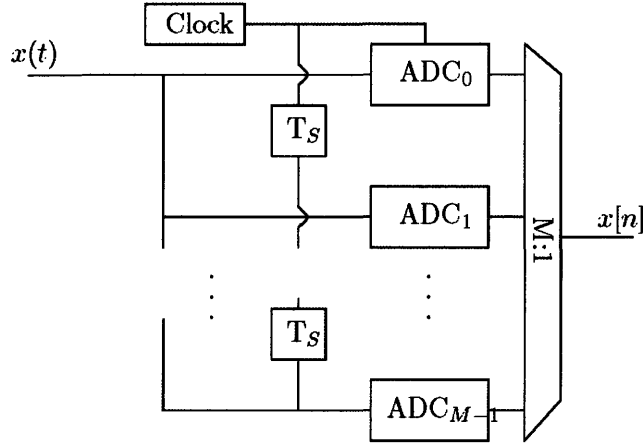 Clock
x(t)
ADC₀
T_S
ADC₁
M:1
x[n]
T_S
ADC_{M−1}